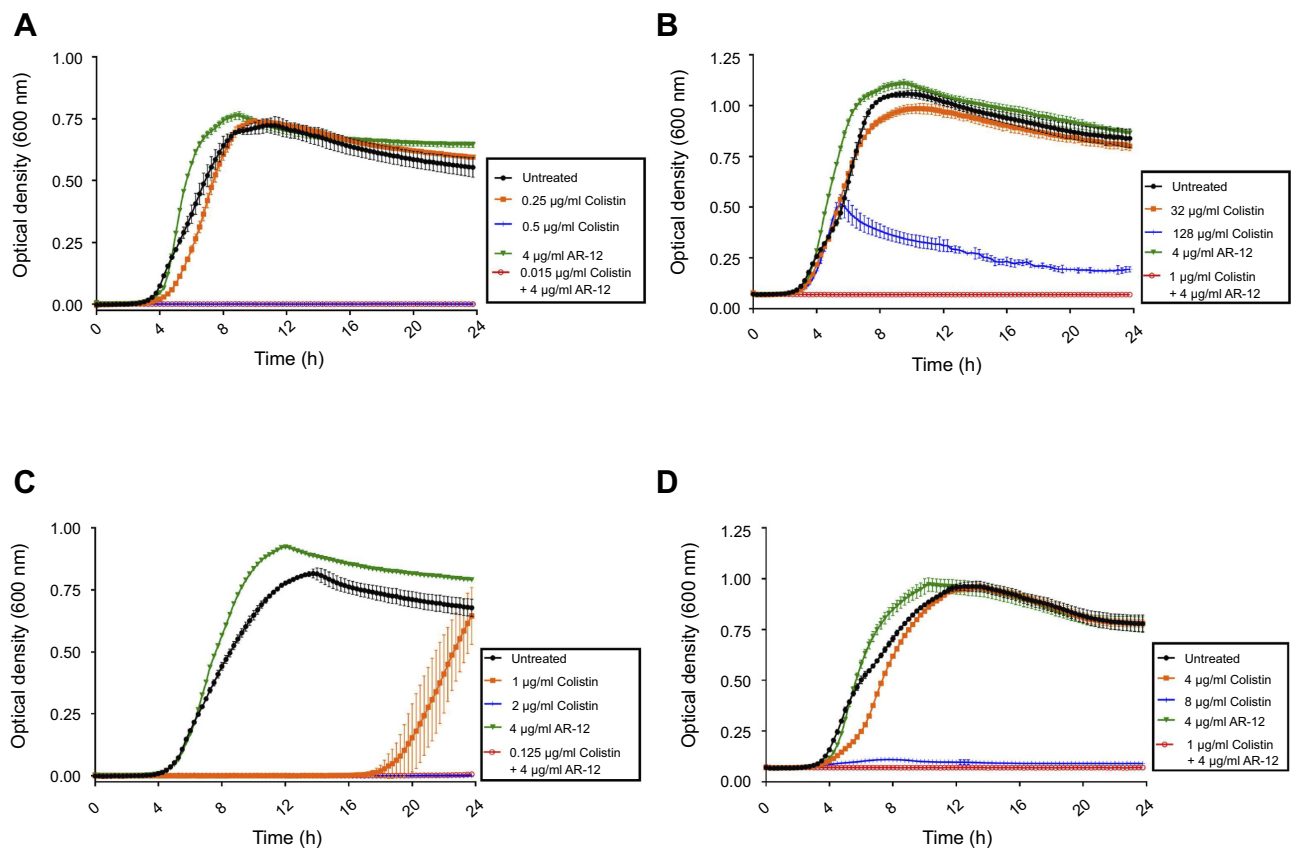 A
Optical density (600 nm)
1.00
0.75
0.50
0.25
0.00
0
4
8
12
16
20
24
Time (h)
Untreated
0.25 µg/ml Colistin
0.5 µg/ml Colistin
4 µg/ml AR-12
0.015 µg/ml Colistin
+ 4 µg/ml AR-12
B
Optical density (600 nm)
1.25
1.00
0.75
0.50
0.25
0.00
0
4
8
12
16
20
24
Time (h)
Untreated
32 µg/ml Colistin
128 µg/ml Colistin
4 µg/ml AR-12
1 µg/ml Colistin
+ 4 µg/ml AR-12
C
Optical density (600 nm)
1.00
0.75
0.50
0.25
0.00
0
4
8
12
16
20
24
Time (h)
Untreated
1 µg/ml Colistin
2 µg/ml Colistin
4 µg/ml AR-12
0.125 µg/ml Colistin
+ 4 µg/ml AR-12
D
Optical density (600 nm)
1.25
1.00
0.75
0.50
0.25
0.00
0
4
8
12
16
20
24
Time (h)
Untreated
4 µg/ml Colistin
8 µg/ml Colistin
4 µg/ml AR-12
1 µg/ml Colistin
+ 4 µg/ml AR-12